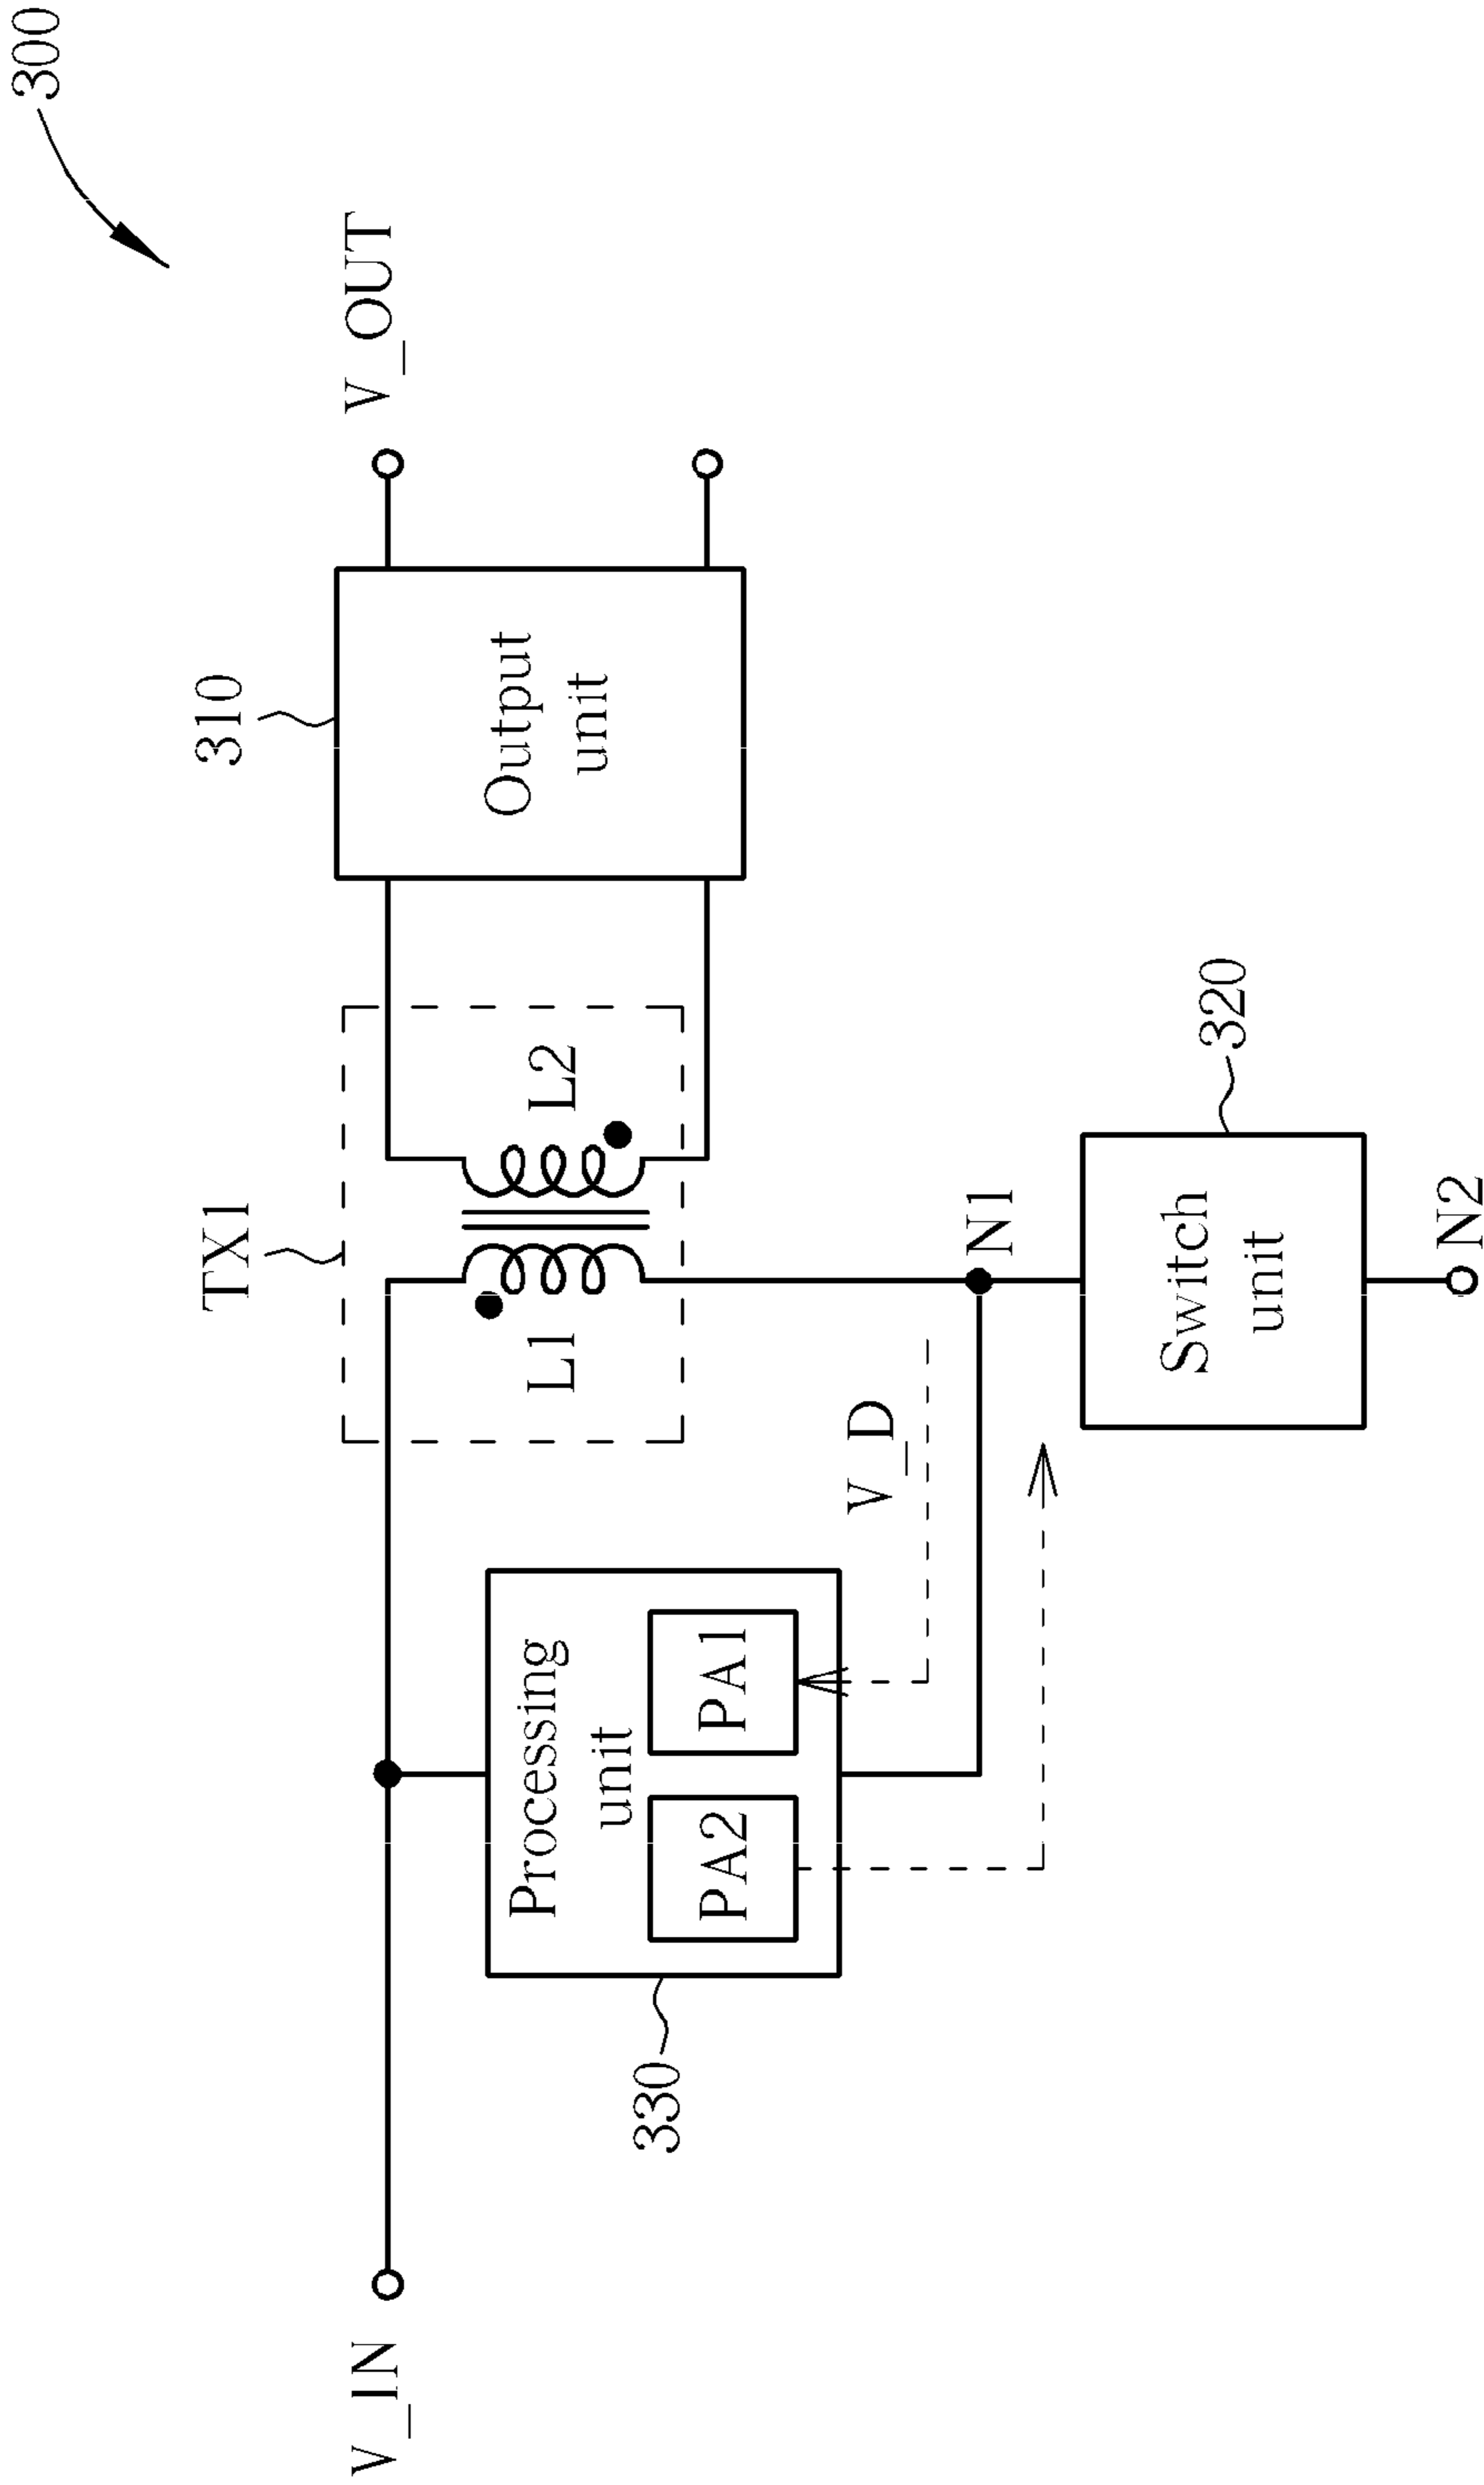 300
V_IN
TX1
310
V_OUT
L1
L2
Output
unit
330
Processing
unit
PA2
PA1
V_D
N1
Switch
unit
320
N2